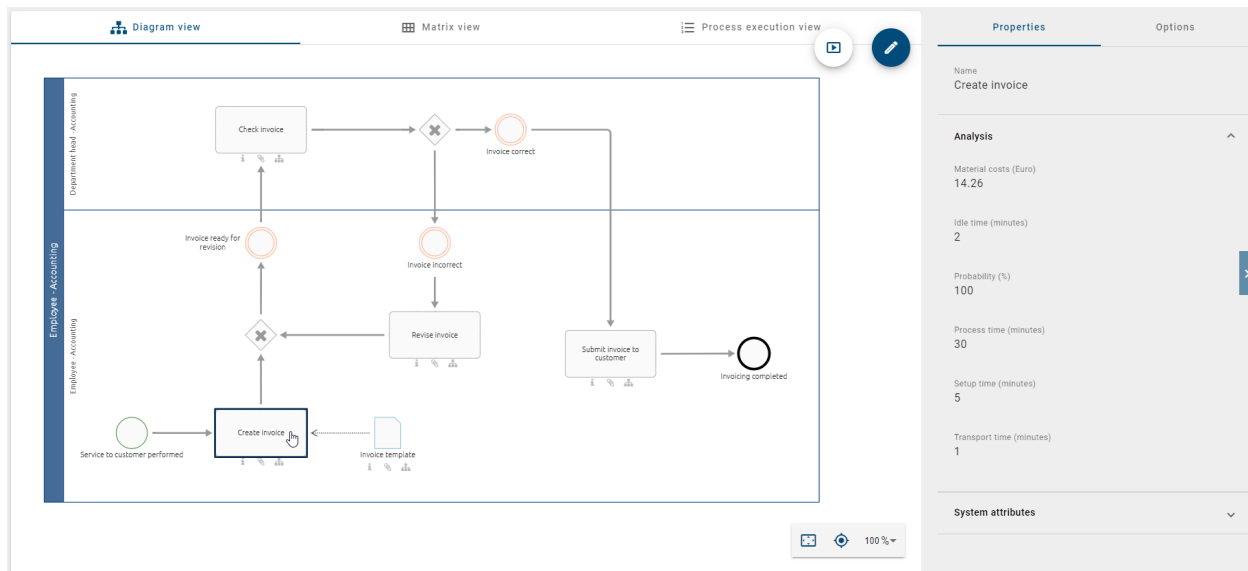 Diagram view
Matrix view
Process execution view
Properties
Options
Name
Create invoice
Analysis
Material costs (Euro)
14.26
Idle time (minutes)
2
Probability (%)
100
Process time (minutes)
30
Setup time (minutes)
5
Transport time (minutes)
1
System attributes
Employee - Accounting
Department head - Accounting
Employee - Accounting
Check invoice
Invoice correct
Invoice ready for
revision
Invoice incorrect
Revise invoice
Submit invoice to
customer
Invoicing completed
Create invoice
Service to customer performed
Invoice template
100 %